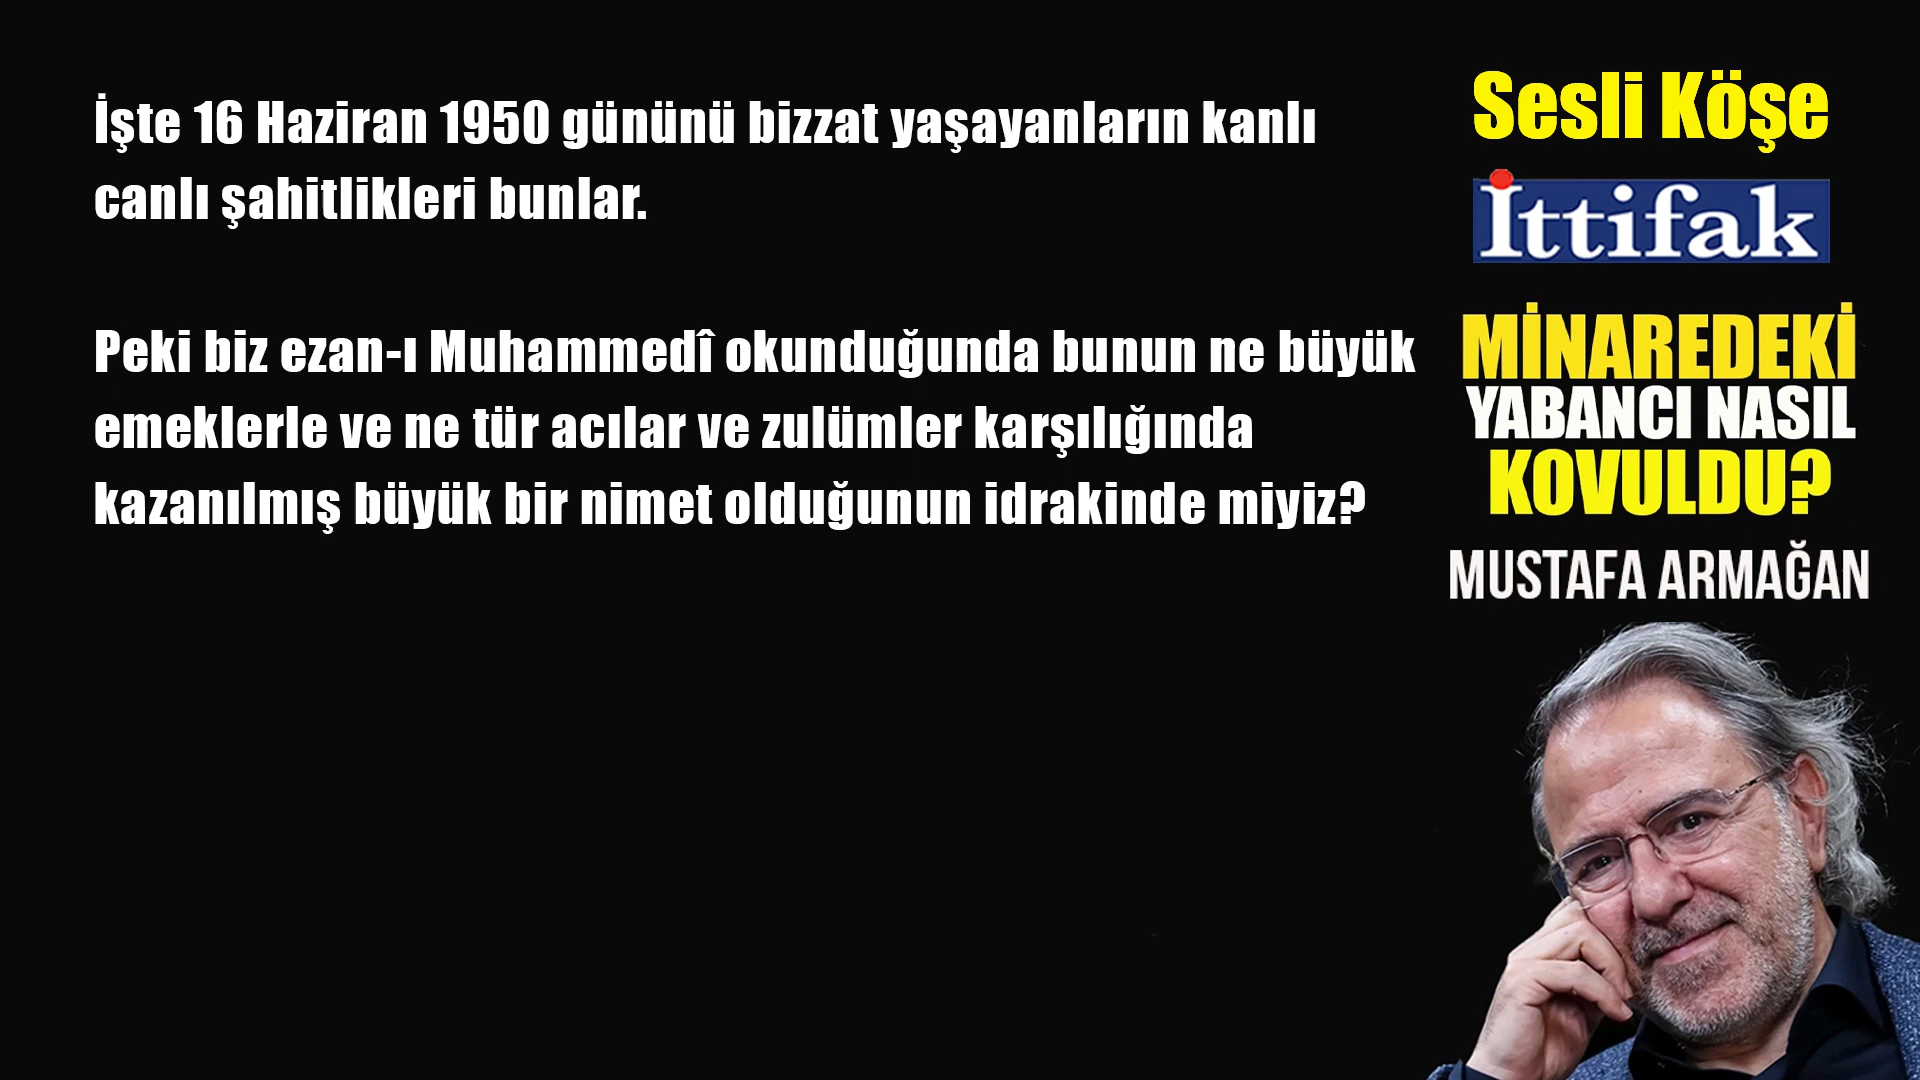 İşte 16 Haziran 1950 gününü bizzat yaşayanların kanlı
canlı şahitlikleri bunlar.
Peki biz ezan-ı Muhammedî okunduğunda bunun ne büyük
emeklerle ve ne tür acılar ve zulümler karşılığında
kazanılmış büyük bir nimet olduğunun idrakinde miyiz?
Sesli Köşe
İttifak
MİNAREDEKİ
YABANCI NASIL
KOVULDU?
MUSTAFA ARMAĞAN